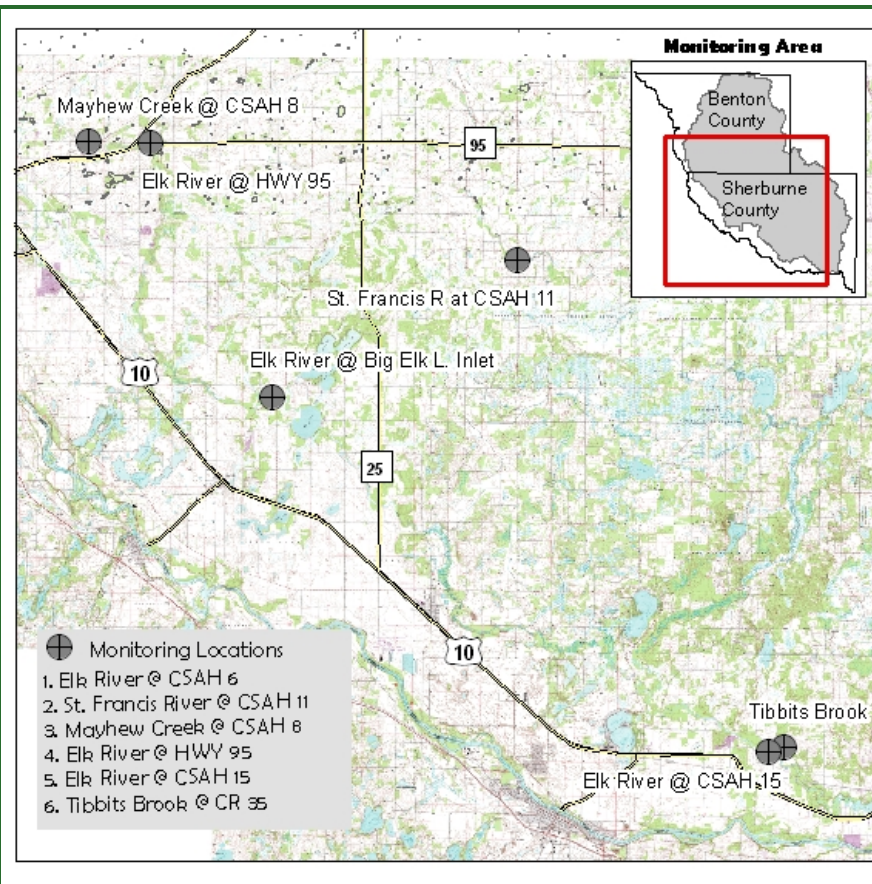 Monitoring Area
Benton
County
Sherburne
County
Mayhew Creek @ CSAH 8
95
Elk River @ HWY 95
St. Francis R at CSAH 11
Elk River @ Big Elk L. Inlet
10
25
10
Monitoring Locations
1. Elk River @ CSAH 6
2. St. Francis River @ CSAH 11
3. Mayhew Creek @ CSAH 8
4. Elk River @ HWY 95
5. Elk River @ CSAH 15
6. Tibbits Brook @ CR 35
Tibbits Brook
Elk River @ CSAH 15